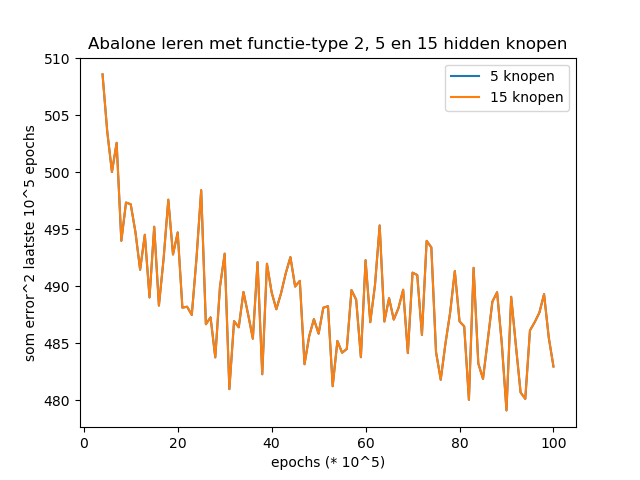 Abalone leren met functie-type 2, 5 en 15 hidden knopen
510
505
500
495
490
485
480
som error^2 laatste 10^5 epochs
5 knopen
15 knopen
0
20
40
60
80
100
epochs (* 10^5)